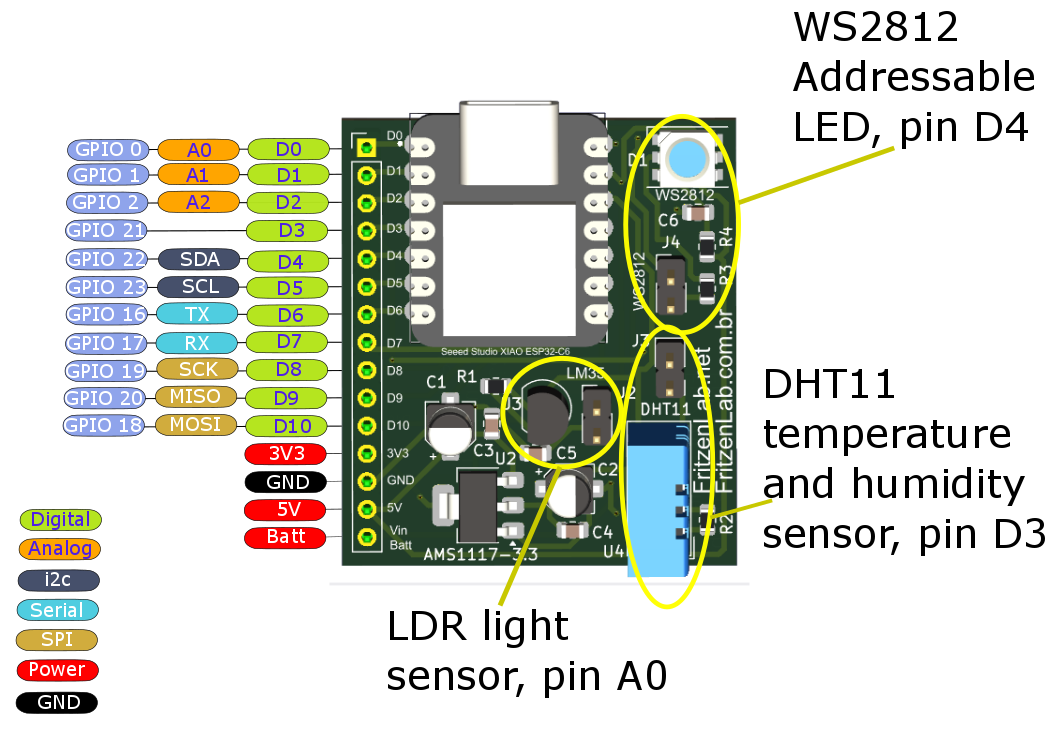 WS2812
Addressable
LED, pin D4
GPIO 0 A0 D0
GPIO 1 A1 D1
GPIO 2 A2 D2
GPIO 21 D3
GPIO 22 SDA D4
GPIO 23 SCL D5
GPIO 16 TX D6
GPIO 17 RX D7
GPIO 19 SCK D8
GPIO 20 MISO D9
GPIO 18 MOSI D10
3V3
GND
5V
Batt
D0
D1
D2
D3
D4
D5
D6
D7
D8
D9
D10
3V3
GND
5V
Vin
Batt
D1
WS2812
C6
J4
R4
R3
WS2812
Seeed Studio XIAO ESP32-C6
J3
DHT11
LM35
J2
R1
C1
U3
C3
C5
U2
C2
C4
U4
R2
+
+
AMS1117-3.3
FritzenLab.net
FritzenLab.com.br
DHT11
temperature
and humidity
sensor, pin D3
LDR light
sensor, pin A0
Digital
Analog
i2c
Serial
SPI
Power
GND